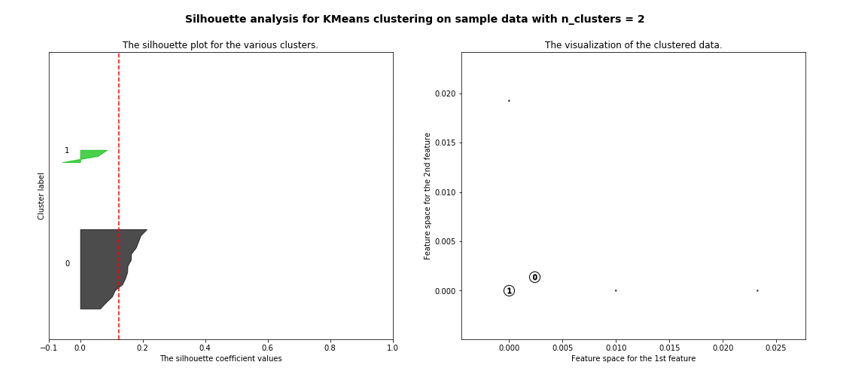 Silhouette analysis for KMeans clustering on sample data with n_clusters = 2
The silhouette plot for the various clusters.
1
0
Cluster label
−0.1 0.0 0.2 0.4 0.6 0.8 1.0
The silhouette coefficient values
The visualization of the clustered data.
0.020
0.015
0.010
0.005
0.000
Feature space for the 2nd feature
0
1
0.000 0.005 0.010 0.015 0.020 0.025
Feature space for the 1st feature